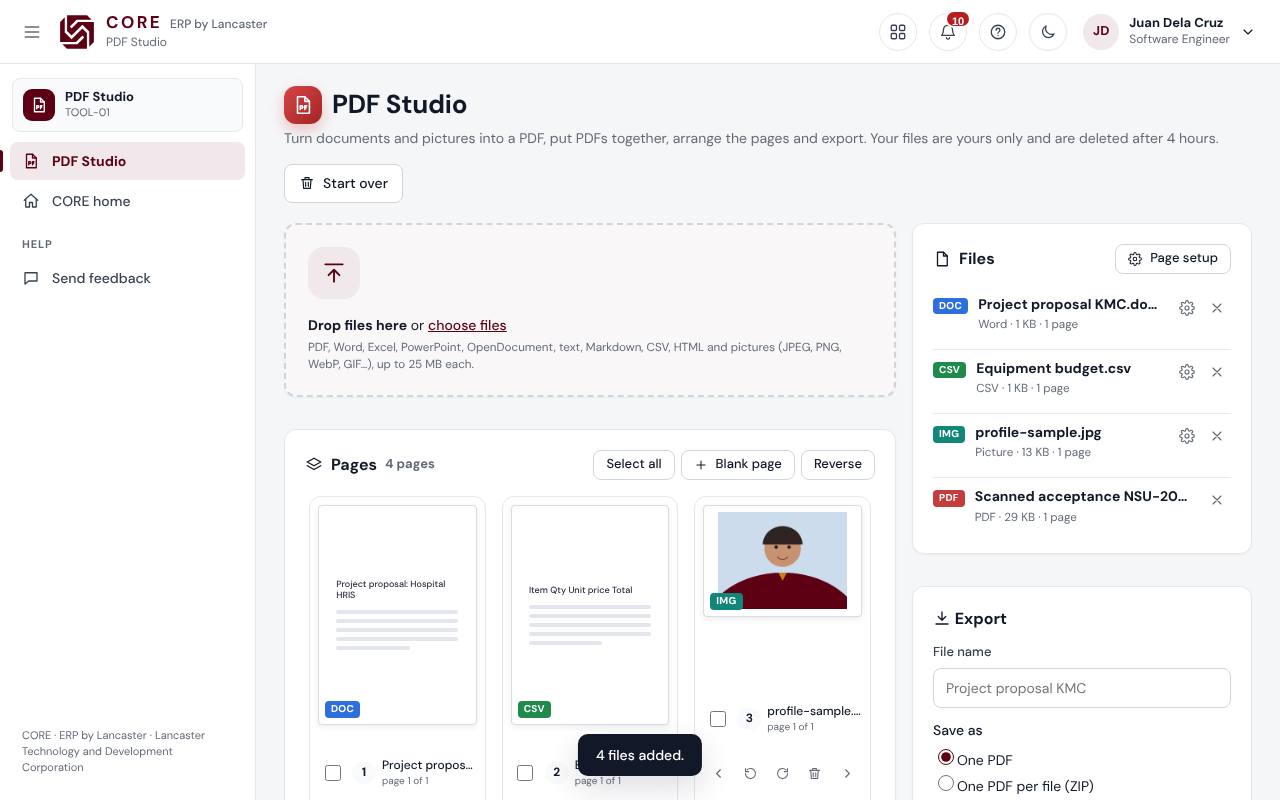 CORE ERP by Lancaster
PDF Studio
10
JD
Juan Dela Cruz
Software Engineer
PDF Studio
TOOL-01
PDF Studio
CORE home
HELP
Send feedback
CORE · ERP by Lancaster · Lancaster
Technology and Development
Corporation
PDF Studio
Turn documents and pictures into a PDF, put PDFs together, arrange the pages and export. Your files are yours only and are deleted after 4 hours.
Start over
Drop files here or choose files
PDF, Word, Excel, PowerPoint, OpenDocument, text, Markdown, CSV, HTML and pictures (JPEG, PNG,
WebP, GIF…), up to 25 MB each.
Pages 4 pages
Select all
Blank page
Reverse
Project proposal: Hospital
HRIS
DOC
1 Project propos…
page 1 of 1
Item Qty Unit price Total
CSV
2
page 1 of 1
IMG
3 profile-sample.…
page 1 of 1
4 files added.
Files
Page setup
DOC Project proposal KMC.do…
Word · 1 KB · 1 page
CSV Equipment budget.csv
CSV · 1 KB · 1 page
IMG profile-sample.jpg
Picture · 13 KB · 1 page
PDF Scanned acceptance NSU-20…
PDF · 29 KB · 1 page
Export
File name
Project proposal KMC
Save as
One PDF
One PDF per file (ZIP)